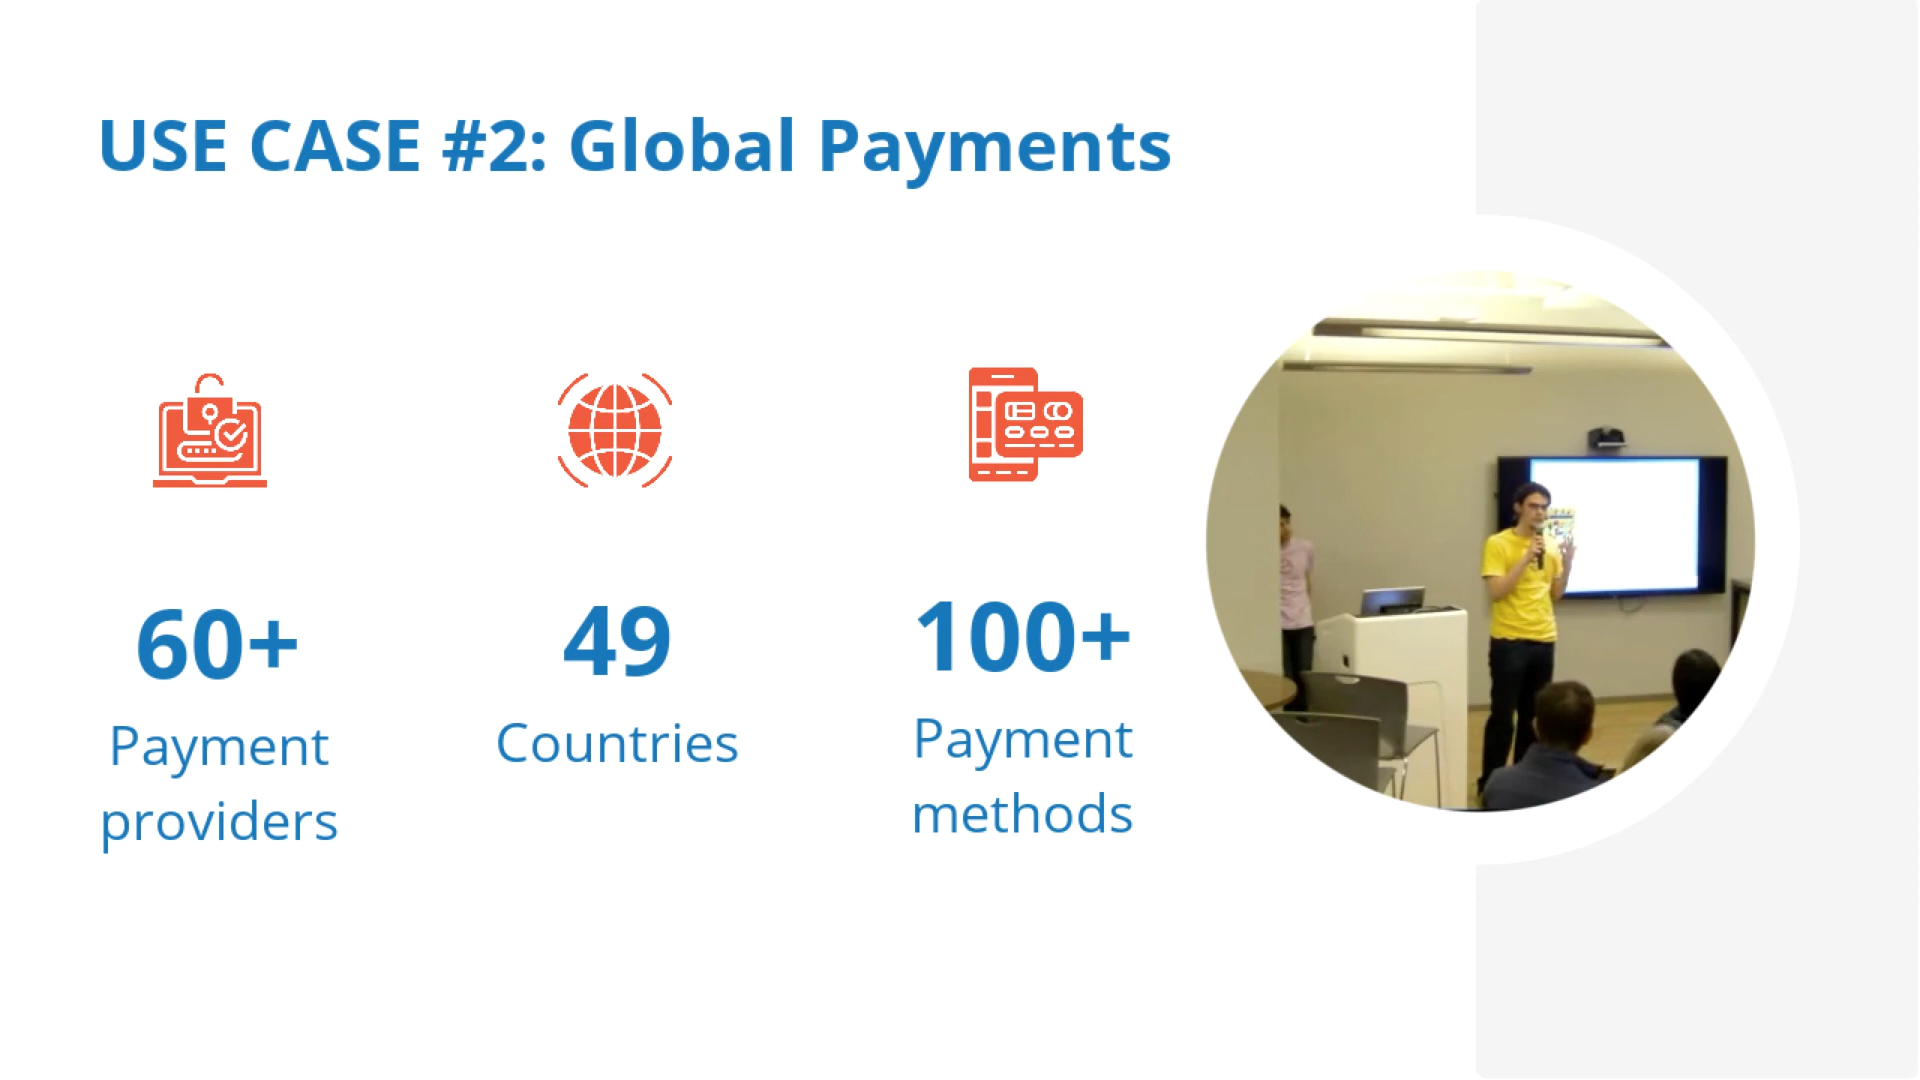 USE CASE #2: Global Payments
60+
Payment
providers
49
Countries
100+
Payment
methods